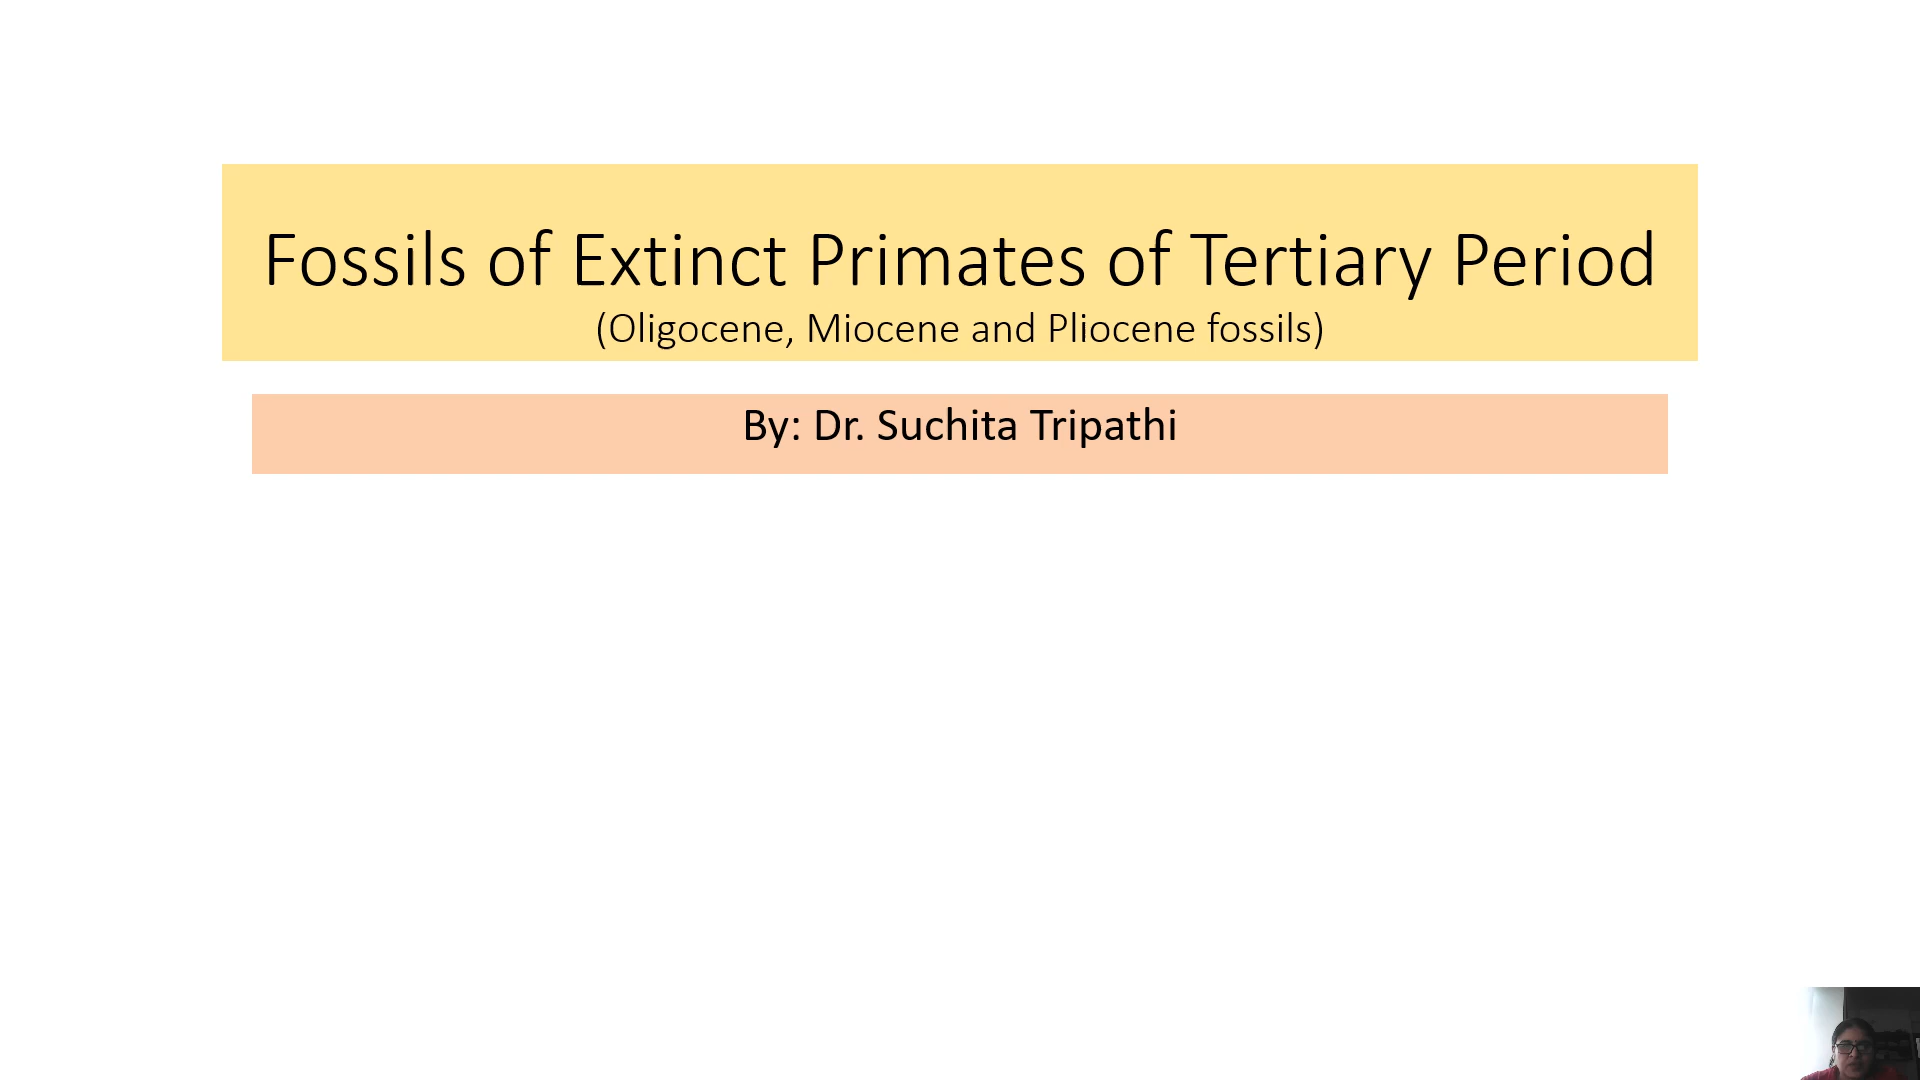 Fossils of Extinct Primates of Tertiary Period
(Oligocene, Miocene and Pliocene fossils)
By: Dr. Suchita Tripathi